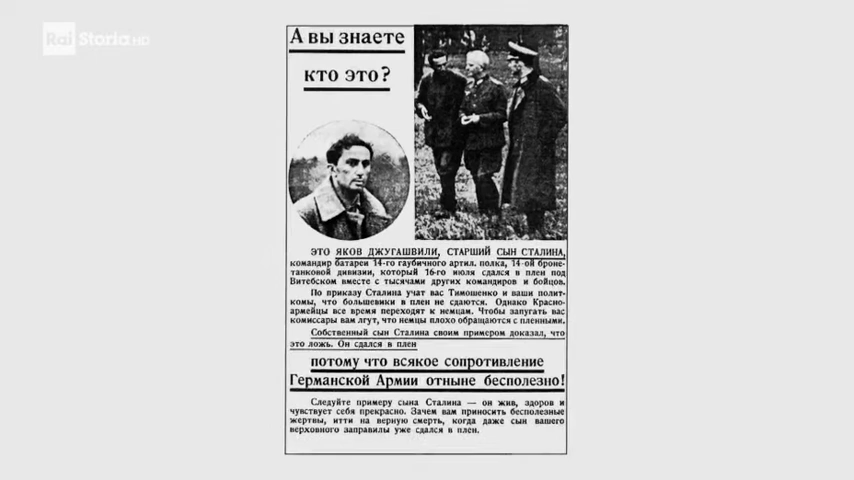 Rai Storia HD
А вы знаете
кто это?
ЭТО ЯКОВ ДЖУГАШВИЛИ, СТАРШИЙ СЫН СТАЛИНА,
командир батареи 14-го гаубичного артил. полка, 14-ой броне-
танковой дивизии, который 16-го июля сдался в плен под
Витебском вместе с тысячами других командиров и бойцов.
По приказу Сталина учат вас Тимошенко и ваши полит-
комы, что большевики в плен не сдаются. Однако Красно-
армейцы все время переходят к немцам. Чтобы запугать вас
комиссары вам лгут, что немцы плохо обращаются с пленными.
Собственный сын Сталина своим примером доказал, что
это ложь. Он сдался в плен
потому что всякое сопротивление
Германской Армии отныне бесполезно!
Следуйте примеру сына Сталина — он жив, здоров и
чувствует себя прекрасно. Зачем вам приносить бесполезные
жертвы, итти на верную смерть, когда даже сын вашего
верховного заправилы уже сдался в плен.